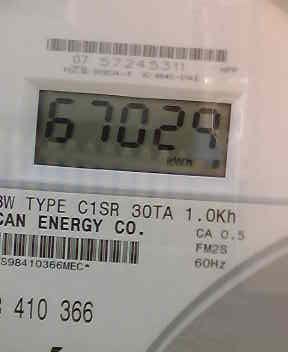 07 57245311
67029
kWh
3W TYPE C1SR 30TA 1.0Kh
CAN ENERGY CO.
CA 0.5
FM2S
S98410366MEC*
60Hz
410 366